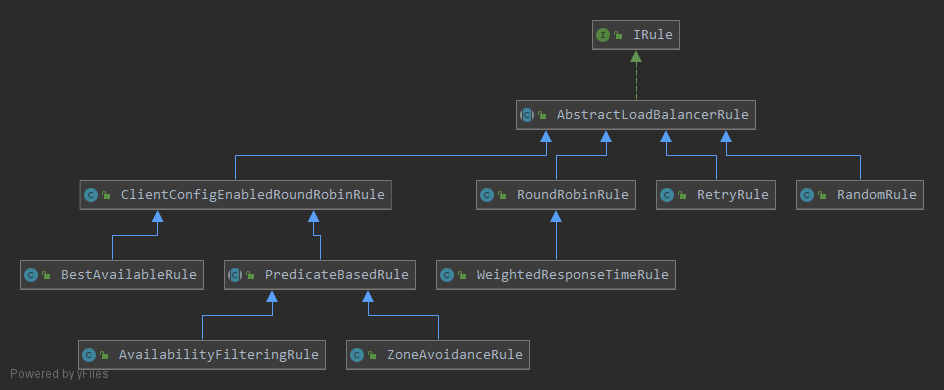 IRule
AbstractLoadBalancerRule
ClientConfigEnabledRoundRobinRule
RoundRobinRule
RetryRule
RandomRule
BestAvailableRule
PredicateBasedRule
WeightedResponseTimeRule
AvailabilityFilteringRule
ZoneAvoidanceRule
Powered by yFiles